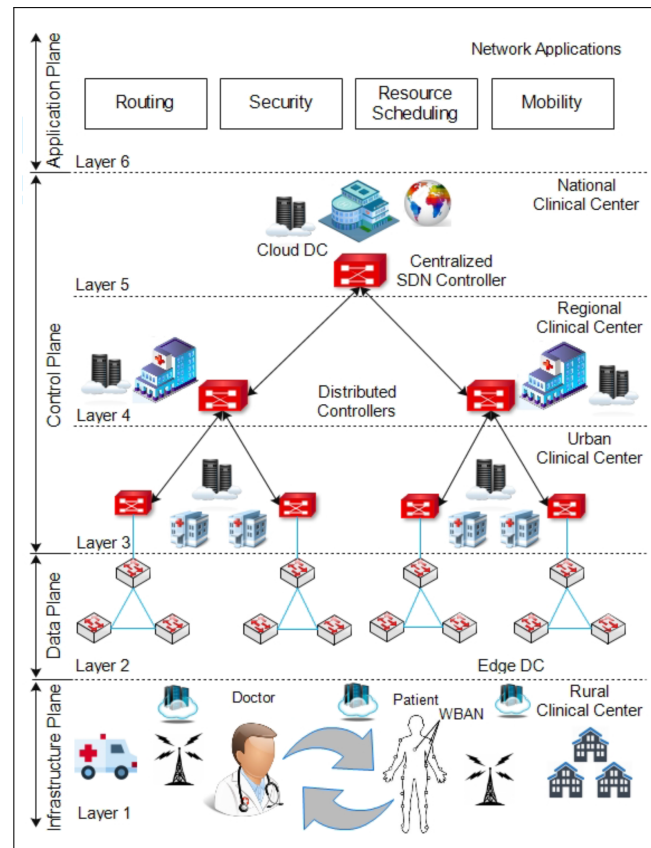 Application Plane
Network Applications
Routing
Security
Resource
Scheduling
Mobility
Layer 6
Control Plane
National
Clinical Center
Cloud DC
Centralized
SDN Controller
Layer 5
Regional
Clinical Center
Distributed
Controllers
Layer 4
Urban
Clinical Center
Layer 3
Data Plane
Layer 2
Edge DC
Infrastructure Plane
Doctor
Patient
WBAN
Rural
Clinical Center
Layer 1